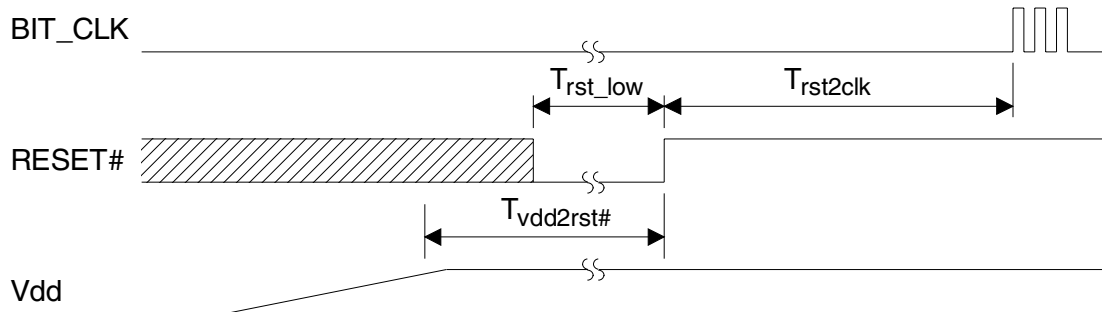 BIT_CLK
Trst_low
Trst2clk
RESET#
Tvdd2rst#
Vdd